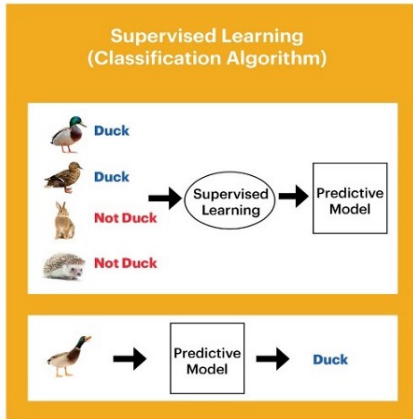 Supervised Learning
(Classification Algorithm)
Duck
Duck
Not Duck
Not Duck
Supervised
Learning
Predictive
Model
Predictive
Model
Duck